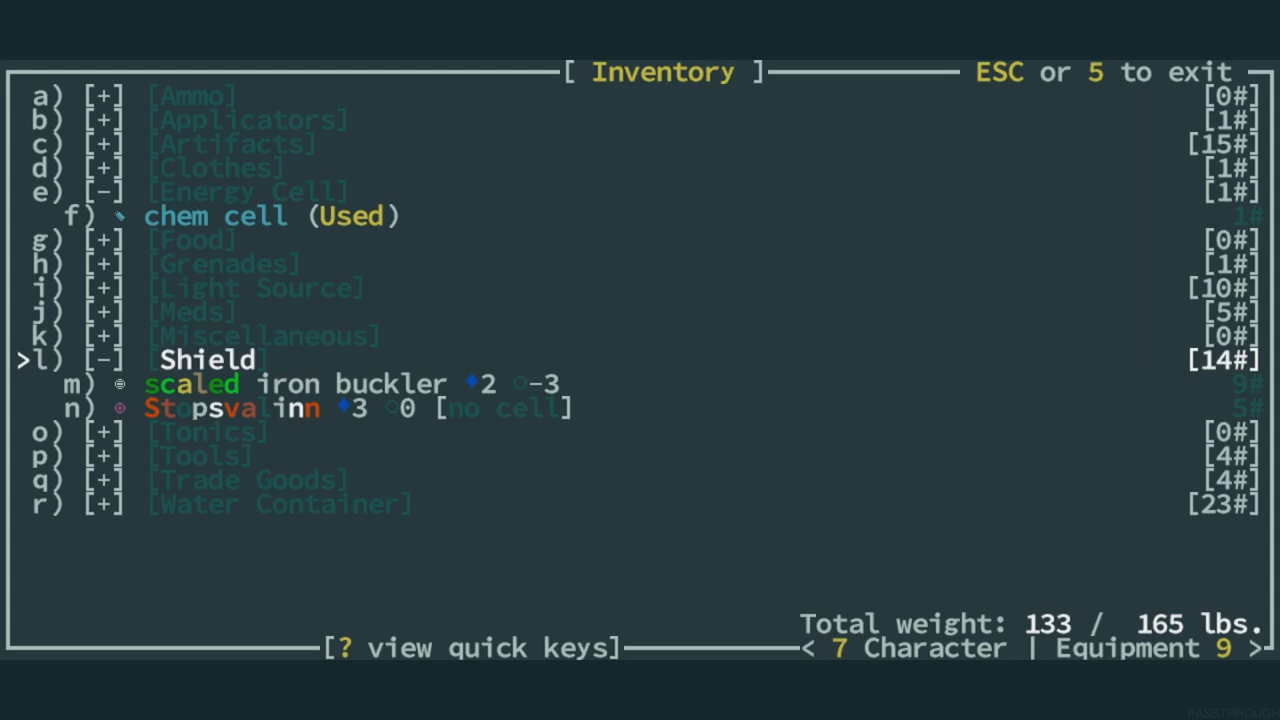 [ Inventory ] ESC or 5 to exit
a) [+] [Ammo] [0#]
b) [+] [Applicators] [1#]
c) [+] [Artifacts] [15#]
d) [+] [Clothes] [1#]
e) [-] [Energy Cell] [1#]
f) chem cell (Used) 1#
g) [+] [Food] [0#]
h) [+] [Grenades] [1#]
i) [+] [Light Source] [10#]
j) [+] [Meds] [5#]
k) [+] [Miscellaneous] [0#]
>l) [-] [Shield] [14#]
m) scaled iron buckler ♦2 ○-3 9#
n) Stopsvalinn ♦3 ○0 [no cell] 5#
o) [+] [Tonics] [0#]
p) [+] [Tools] [4#]
q) [+] [Trade Goods] [4#]
r) [+] [Water Container] [23#]
Total weight: 133 / 165 lbs.
[? view quick keys] < 7 Character | Equipment 9 >